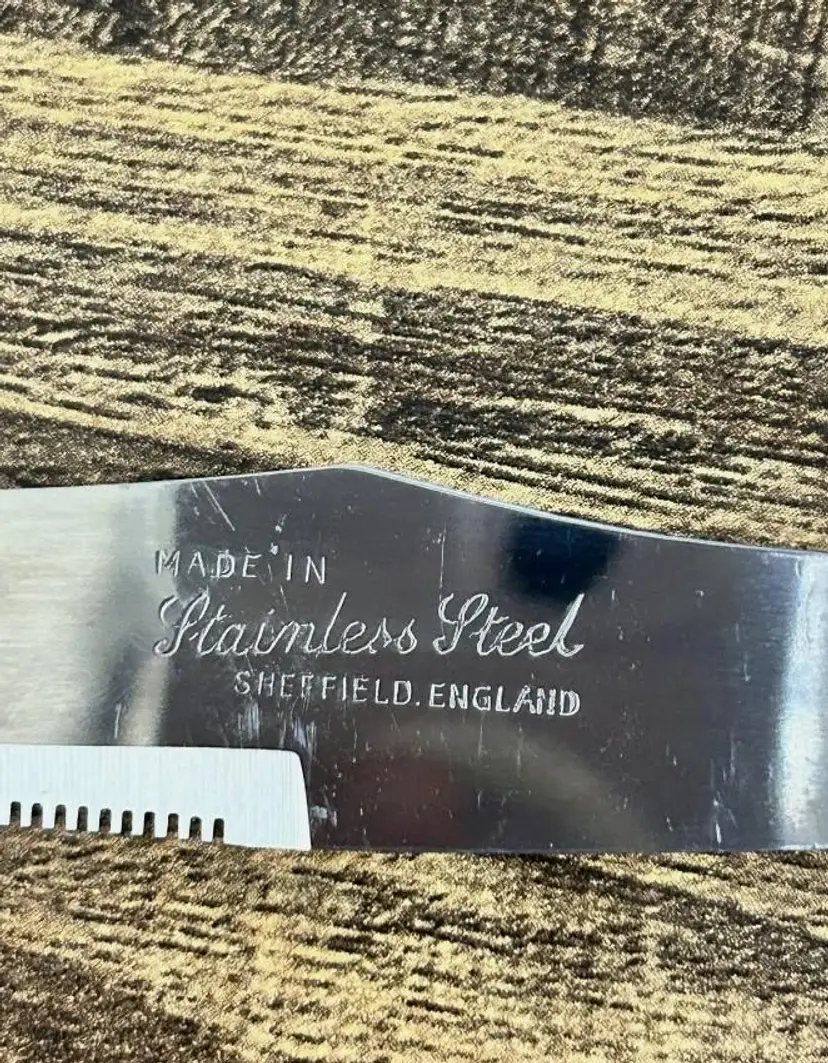 MADE IN
Stainless Steel
SHEFFIELD. ENGLAND